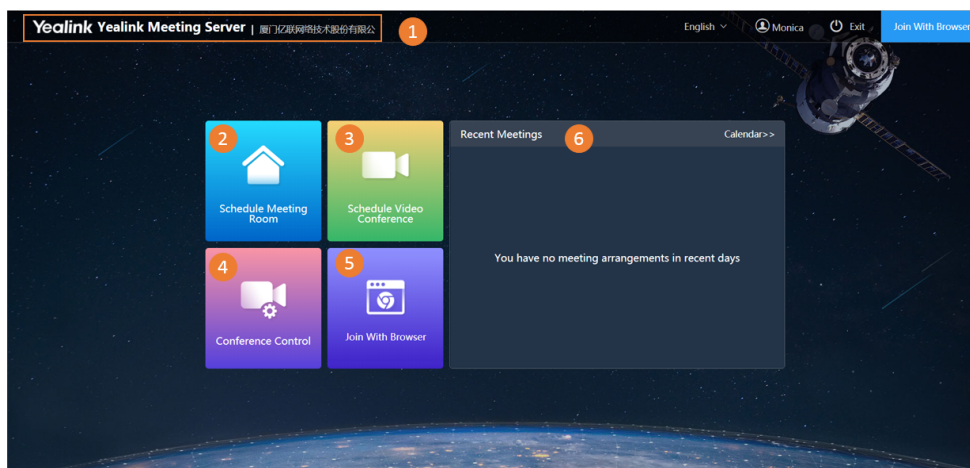 Yealink Yealink Meeting Server | 厦门亿联网络技术股份有限公 1 English Monica Exit Join With Browser
2 3 Recent Meetings 6 Calendar>>
Schedule Meeting Room
Schedule Video Conference
You have no meeting arrangements in recent days
4 5
Conference Control
Join With Browser